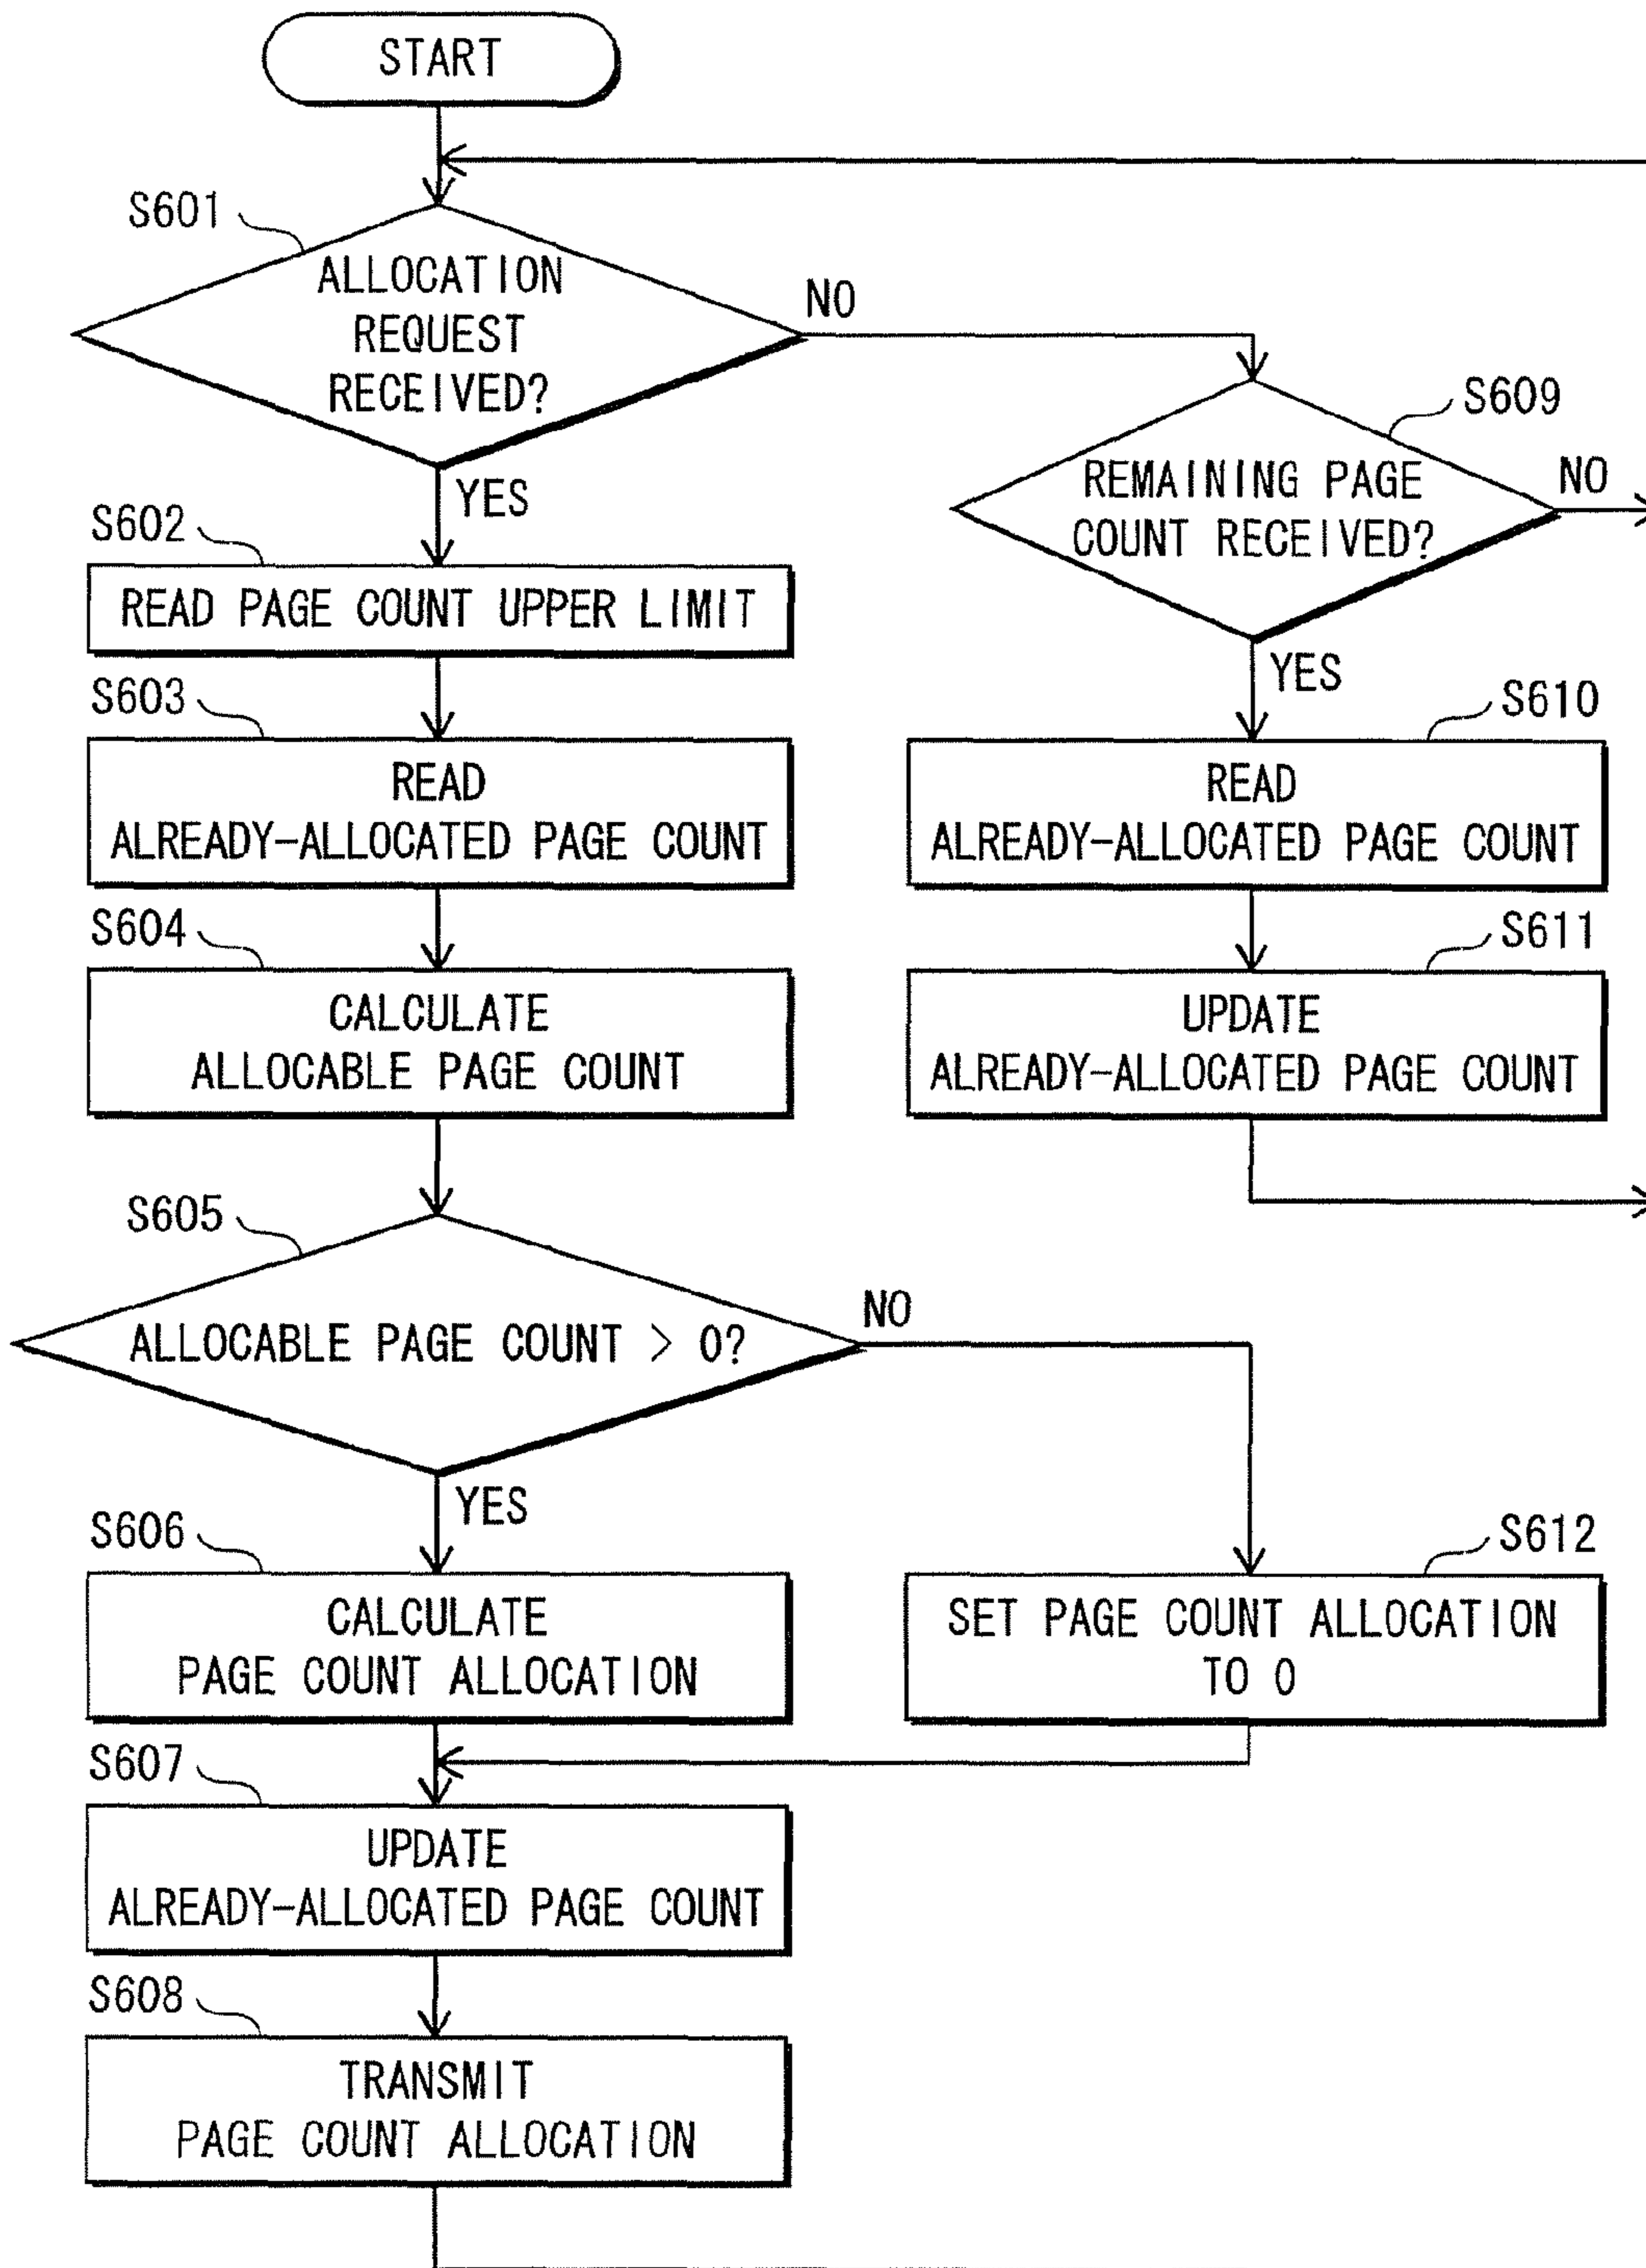 START
S601
ALLOCATION
REQUEST
RECEIVED?
NO
YES
S609
REMAINING PAGE
COUNT RECEIVED?
NO
YES
S602
READ PAGE COUNT UPPER LIMIT
S603
READ
ALREADY-ALLOCATED PAGE COUNT
S610
READ
ALREADY-ALLOCATED PAGE COUNT
S604
CALCULATE
ALLOCABLE PAGE COUNT
S611
UPDATE
ALREADY-ALLOCATED PAGE COUNT
S605
ALLOCABLE PAGE COUNT > 0?
NO
YES
S606
CALCULATE
PAGE COUNT ALLOCATION
S612
SET PAGE COUNT ALLOCATION
TO 0
S607
UPDATE
ALREADY-ALLOCATED PAGE COUNT
S608
TRANSMIT
PAGE COUNT ALLOCATION